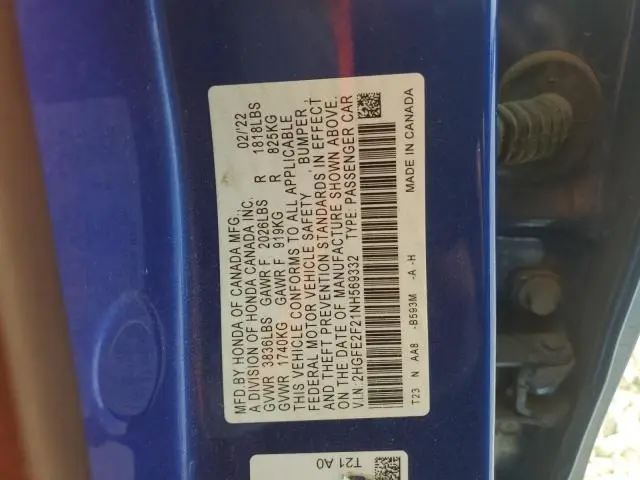 MFD.BY HONDA OF CANADA MFG., 02/'22
A DIVISION OF HONDA CANADA INC.
GVWR 3836LBS GAWR F 2026LBS R 1818LBS
GVWR 1740KG GAWR F 919KG R 825KG
THIS VEHICLE CONFORMS TO ALL APPLICABLE
FEDERAL MOTOR VEHICLE SAFETY , BUMPER ,
AND THEFT PREVENTION STANDARDS IN EFFECT
ON THE DATE OF MANUFACTURE SHOWN ABOVE.
V.I.N: 2HGFE2F21NH569332 TYPE: PASSENGER CAR
T23 N AA8 -B593M -A -H MADE IN CANADA
T21 A0